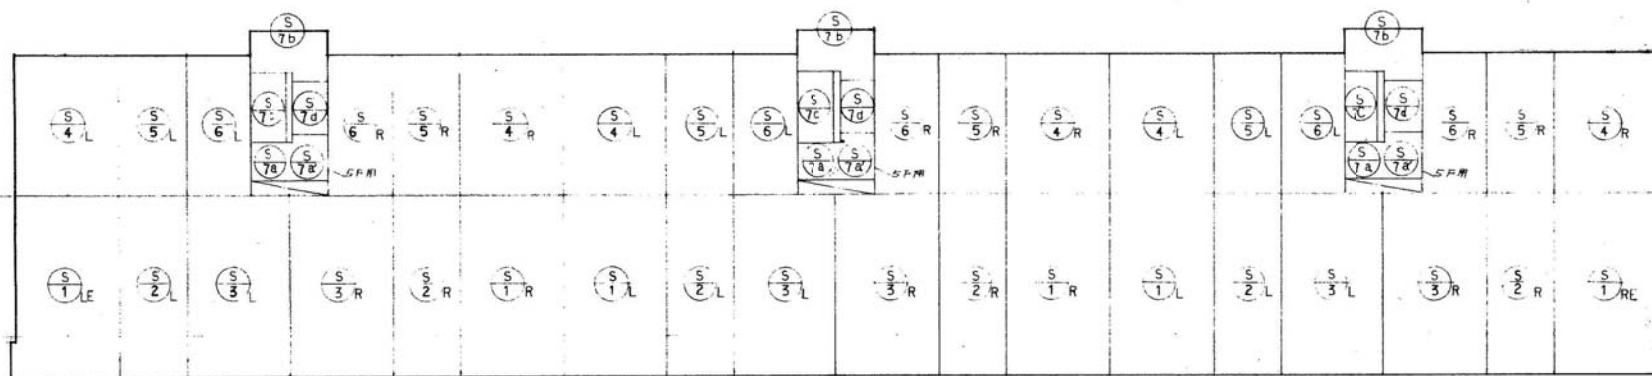 S 7b S 7b S 7b
S 4 L S 5 L S 6 L S 7c S 7d S 6 R S 5 R S 4 R S 4 L S 5 L S 6 L S 7c S 7d S 6 R S 5 R S 4 R S 4 L S 5 L S 6 L S 7c S 7d S 6 R S 5 R S 4 R
S 7a S 7a' 5F用 S 7a S 7a' 5F用 S 7a S 7a' 5F用
S 1 LE S 2 L S 3 L S 3 R S 2 R S 1 R S 1 L S 2 L S 3 L S 3 R S 2 R S 1 R S 1 L S 2 L S 3 L S 3 R S 2 R S 1 RE